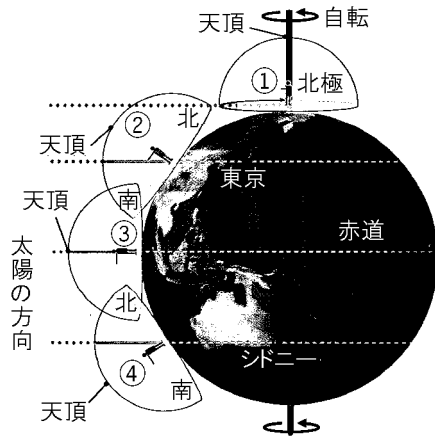 天頂
自転
①
北極
②
北
天頂
東京
天頂
南
③
赤道
太陽の方向
北
シドニー
④
南
天頂